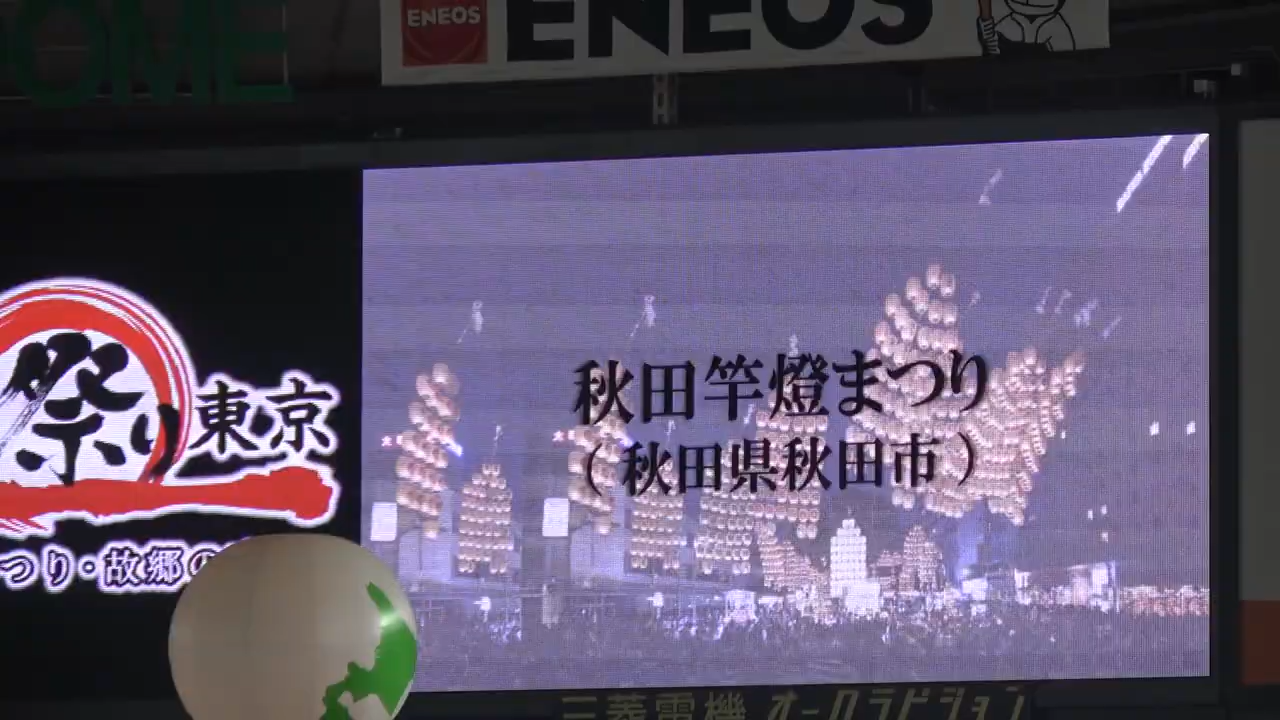 OME
ENEOS
ENEOS
祭り東京
つり・故郷の
秋田竿燈まつり
(秋田県秋田市)
三菱電機 オーロラビジョン